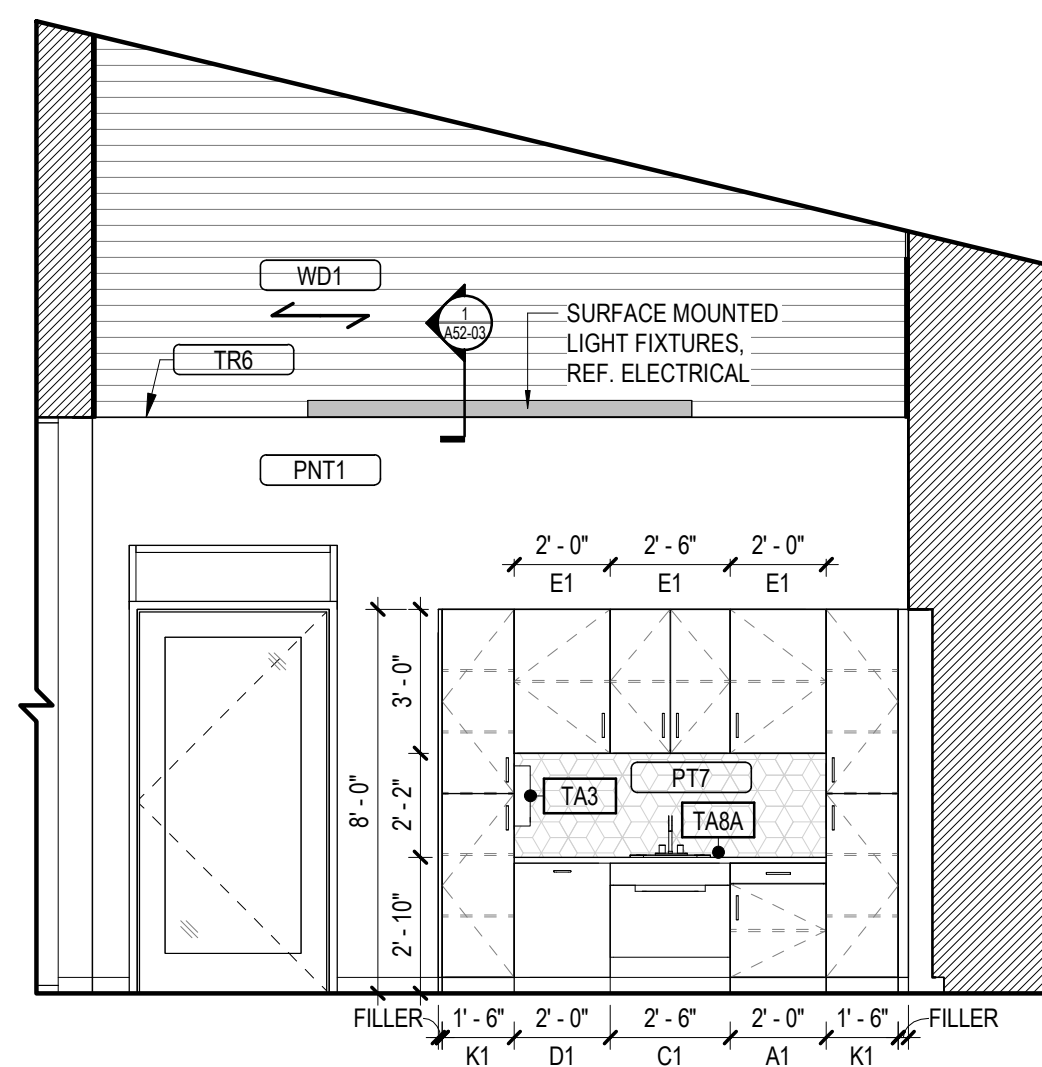 WD1
1
A52-03
SURFACE MOUNTED
LIGHT FIXTURES,
REF. ELECTRICAL
TR6
PNT1
2' - 0" 2' - 6" 2' - 0"
E1 E1 E1
3' - 0"
8' - 0"
2' - 2"
2' - 10"
PT7
TA3
TA8A
FILLER 1' - 6" 2' - 0" 2' - 6" 2' - 0" 1' - 6" FILLER
K1 D1 C1 A1 K1